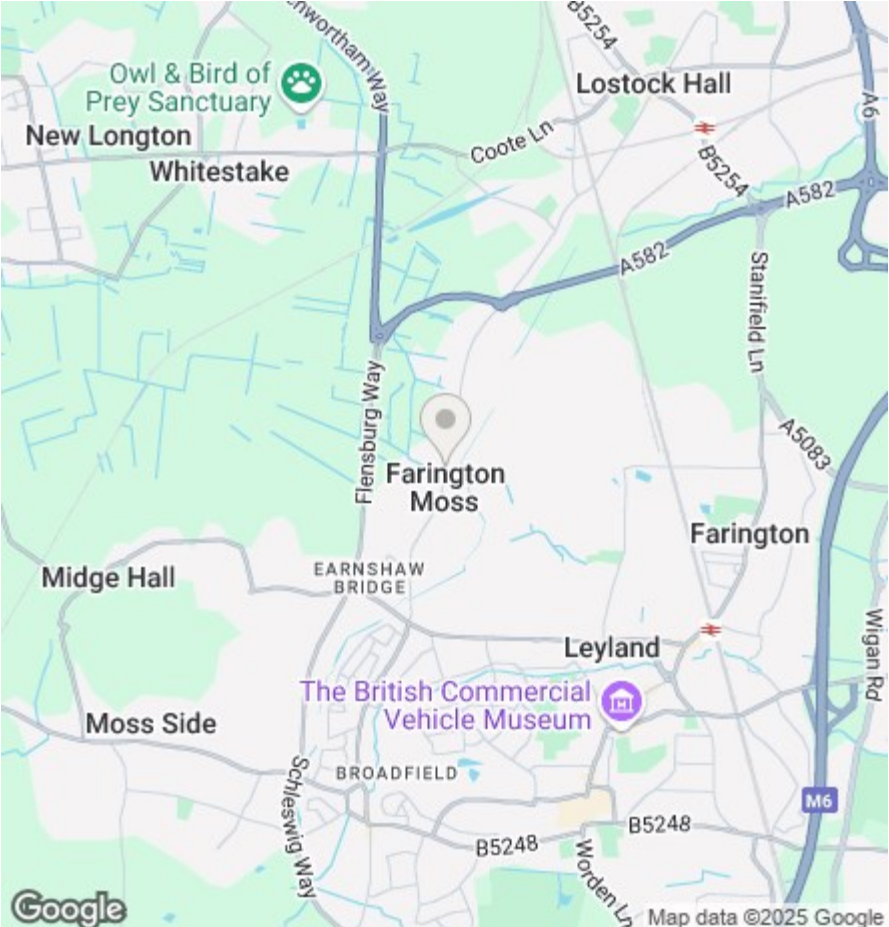 enwortham Way
B5254
Owl & Bird of
Prey Sanctuary
Lostock Hall
A6
New Longton
Coote Ln
Whitestake
B5254
A582
A582
Stanifield Ln
Flensburg Way
A5083
Farington
Moss
Farington
EARNSHAW
BRIDGE
Midge Hall
Wigan Rd
Leyland
The British Commercial
Vehicle Museum
Moss Side
Schleswig Way
BROADFIELD
M6
B5248
B5248
Worden Ln
Google
Map data ©2025 Google